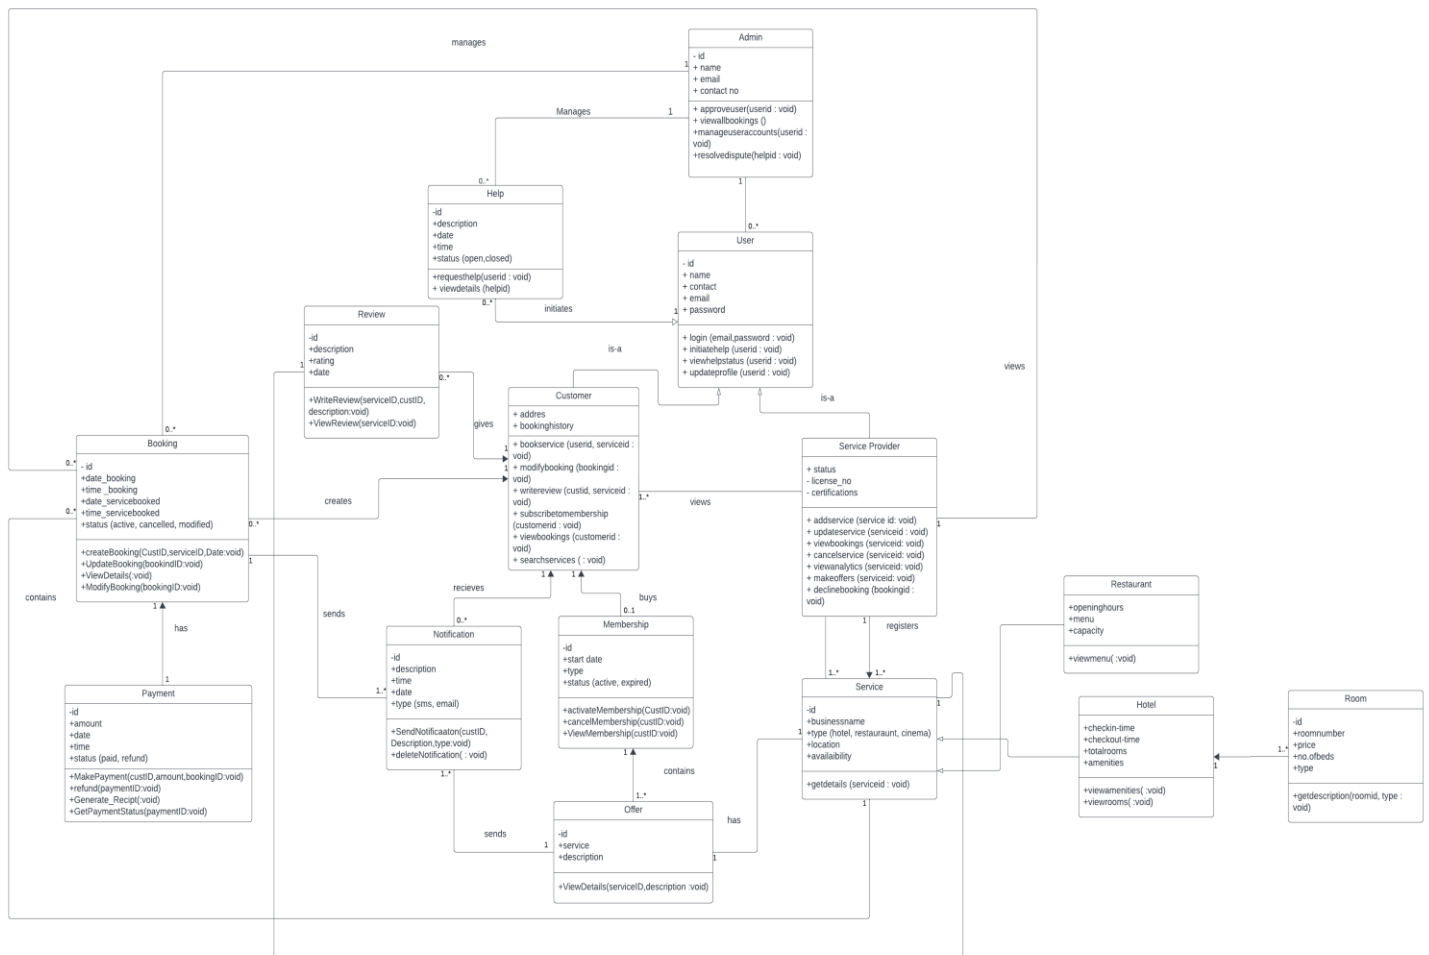 manages
Admin
- id
+ name
+ email
+ contact no
+ approveuser(userid : void)
+ viewallbookings ()
+manageuseraccounts(userid :
void)
+resolvedispute(helpid : void)
1
Manages
1
0..*
1
0..*
Help
-id
+description
+date
+time
+status (open,closed)
+requesthelp(userid : void)
+ viewdetails (helpid)
0..*
initiates
1
User
- id
+ name
+ contact
+ email
+ password
+ login (email,password : void)
+ initiatehelp (userid : void)
+ viewhelpstatus (userid : void)
+ updateprofile (userid : void)
is-a
is-a
views
Review
-id
+description
+rating
+date
+WriteReview(serviceID,custID,
description:void)
+ViewReview(serviceID:void)
1
0..*
gives
1
Customer
+ addres
+ bookinghistory
+ bookservice (userid, serviceid :
void)
+ modifybooking (bookingid :
void)
+ writereview (custid, serviceid :
void)
+ subscribetomembership
(customerid : void)
+ viewbookings (customerid :
void)
+ searchservices ( : void)
1
1..*
views
Service Provider
+ status
- license_no
- certifications
+ addservice (service id: void)
+ updateservice (serviceid : void)
+ viewbookings (serviceid: void)
+ cancelservice (serviceid: void)
+ viewanalytics (serviceid: void)
+ makeoffers (serviceid: void)
+ declinebooking (bookingid :
void)
1
0..*
Booking
- id
+date_booking
+time _booking
+date_servicebooked
+time_servicebooked
+status (active, cancelled, modified)
+createBooking(CustID,serviceID,Date:void)
+UpdateBooking(bookindID:void)
+ViewDetails(:void)
+ModifyBooking(bookingID:void)
0..*
0..*
0..*
creates
1
contains
1
has
1
sends
Payment
-id
+amount
+date
+time
+status (paid, refund)
+MakePayment(custID,amount,bookingID:void)
+refund(paymentID:void)
+Generate_Recipt(:void)
+GetPaymentStatus(paymentID:void)
recieves
1
0..*
Notification
-id
+description
+time
+date
+type (sms, email)
+SendNotificaaton(custID,
Description,type:void)
+deleteNotification( : void)
1..*
1..*
1
buys
0..1
Membership
-id
+start date
+type
+status (active, expired)
+activateMembership(CustID:void)
+cancelMembership(custID:void)
+ViewMembership(custID:void)
1
contains
1..*
Offer
-id
+service
+description
+ViewDetails(serviceID,description :void)
sends
1
1
has
1
registers
1..*
1..*
Service
-id
+businessname
+type (hotel, restauraunt, cinema)
+location
+availaibility
+getdetails (serviceid : void)
1
1
1
Restaurant
+openinghours
+menu
+capacity
+viewmenu( :void)
Hotel
+checkin-time
+checkout-time
+totalrooms
+amenities
+viewamenities( :void)
+viewrooms( :void)
1
1..*
Room
-id
+roomnumber
+price
+no.ofbeds
+type
+getdescription(roomid, type :
void)